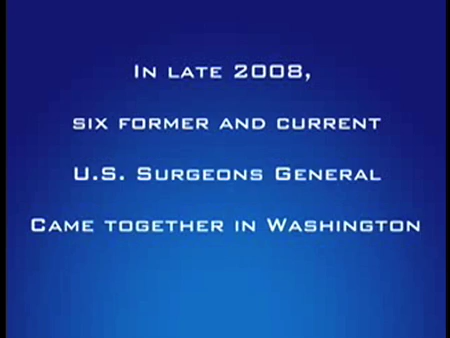 In late 2008,
six former and current
U.S. Surgeons General
Came together in Washington